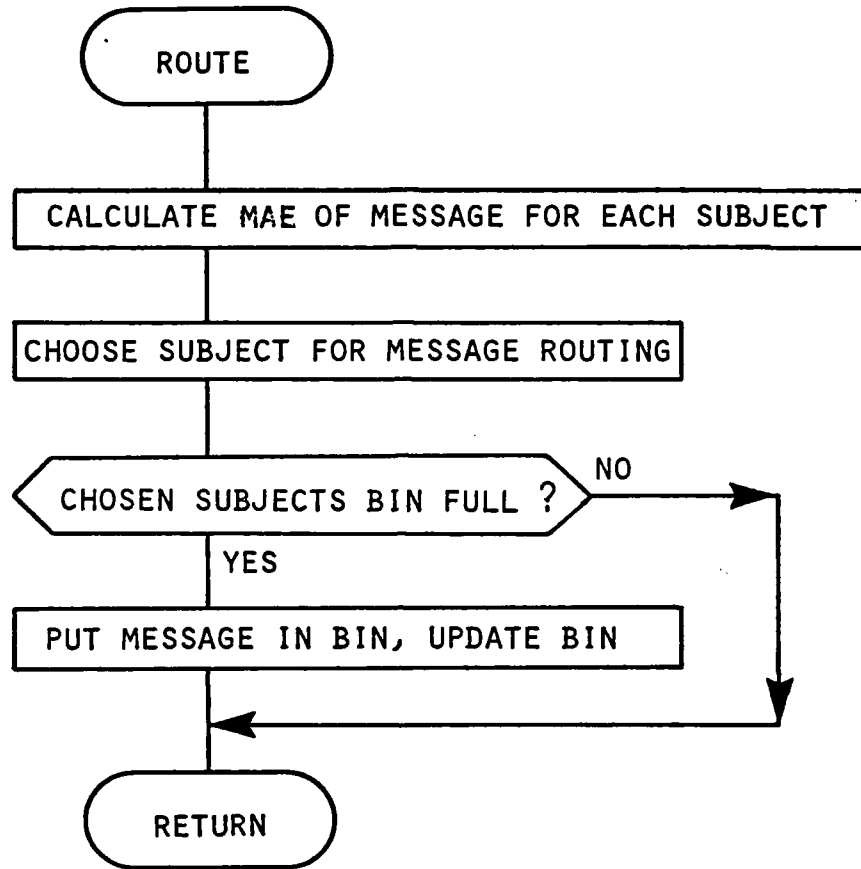 ROUTE
CALCULATE MAE OF MESSAGE FOR EACH SUBJECT
CHOOSE SUBJECT FOR MESSAGE ROUTING
CHOSEN SUBJECTS BIN FULL ?
NO
YES
PUT MESSAGE IN BIN, UPDATE BIN
RETURN